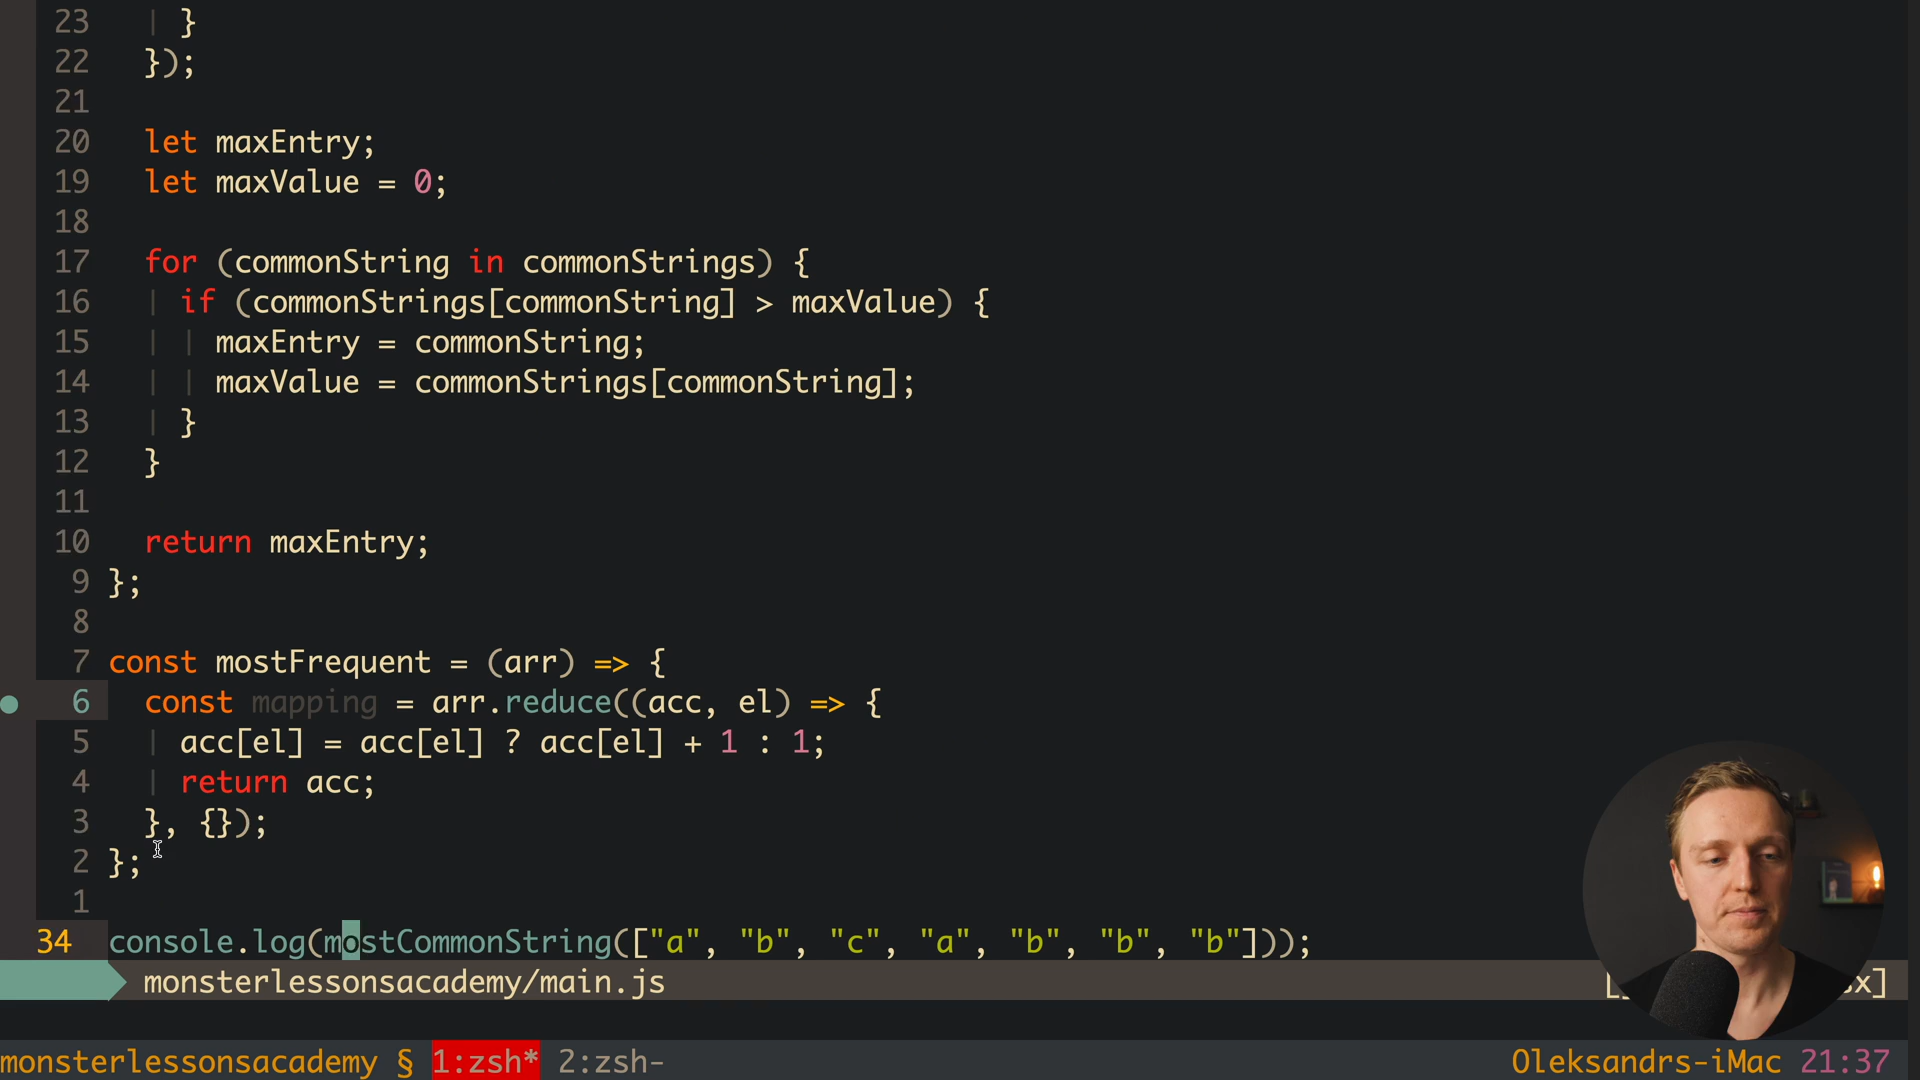 23     }
22   });
21
20   let maxEntry;
19   let maxValue = 0;
18
17   for (commonString in commonStrings) {
16     if (commonStrings[commonString] > maxValue) {
15       maxEntry = commonString;
14       maxValue = commonStrings[commonString];
13     }
12   }
11
10   return maxEntry;
9 };
8
7 const mostFrequent = (arr) => {
6   const mapping = arr.reduce((acc, el) => {
5     acc[el] = acc[el] ? acc[el] + 1 : 1;
4     return acc;
3   }, {});
2 };
1
34 console.log(mostCommonString(["a", "b", "c", "a", "b", "b", "b"]));
monsterlessonsacademy/main.js
monsterlessonsacademy § 1:zsh* 2:zsh- Oleksandrs-iMac 21:37